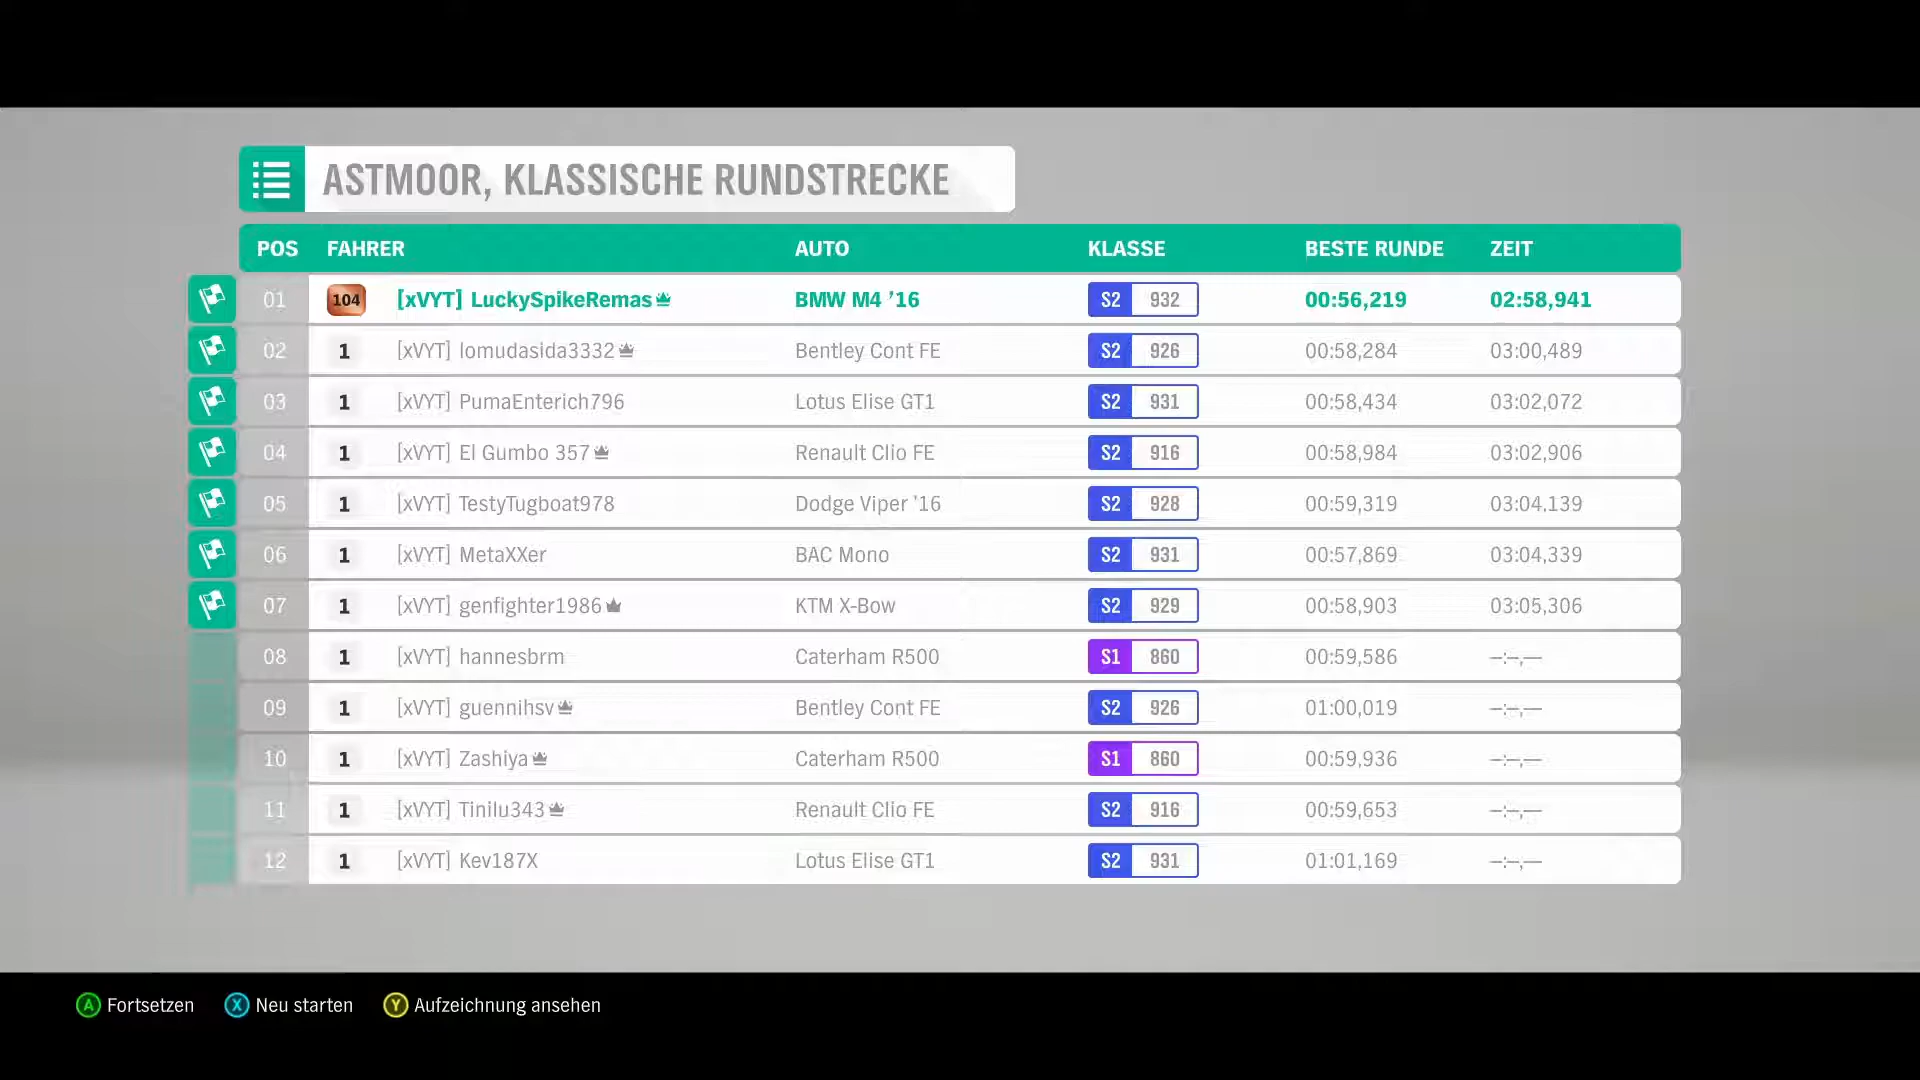 ASTMOOR, KLASSISCHE RUNDSTRECKE
POS FAHRER AUTO KLASSE BESTE RUNDE ZEIT
01 104 [xVYT] LuckySpikeRemas BMW M4 ’16 S2 932 00:56,219 02:58,941
02 1 [xVYT] lomudasida3332 Bentley Cont FE S2 926 00:58,284 03:00,489
03 1 [xVYT] PumaEnterich796 Lotus Elise GT1 S2 931 00:58,434 03:02,072
04 1 [xVYT] El Gumbo 357 Renault Clio FE S2 916 00:58,984 03:02,906
05 1 [xVYT] TestyTugboat978 Dodge Viper ’16 S2 928 00:59,319 03:04,139
06 1 [xVYT] MetaXXer BAC Mono S2 931 00:57,869 03:04,339
07 1 [xVYT] genfighter1986 KTM X-Bow S2 929 00:58,903 03:05,306
08 1 [xVYT] hannesbrm Caterham R500 S1 860 00:59,586 –:–,––
09 1 [xVYT] guennihsv Bentley Cont FE S2 926 01:00,019 –:–,––
10 1 [xVYT] Zashiya Caterham R500 S1 860 00:59,936 –:–,––
11 1 [xVYT] Tinilu343 Renault Clio FE S2 916 00:59,653 –:–,––
12 1 [xVYT] Kev187X Lotus Elise GT1 S2 931 01:01,169 –:–,––
A Fortsetzen X Neu starten Y Aufzeichnung ansehen